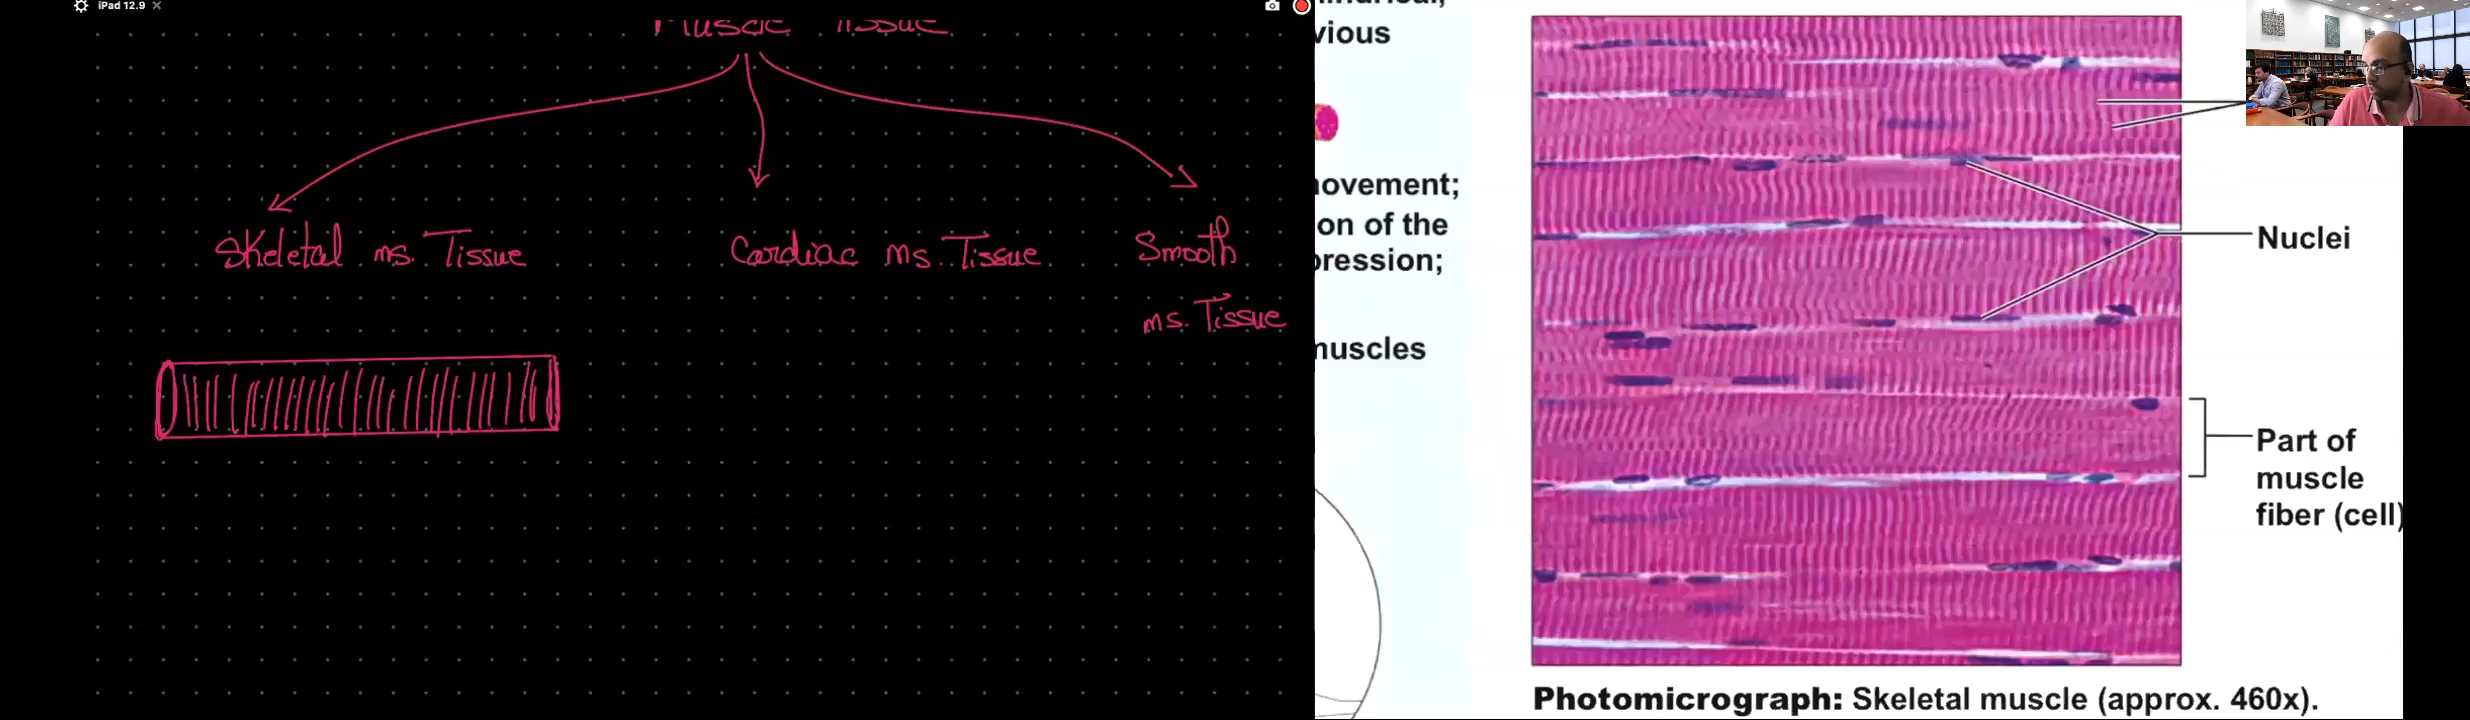 iPad 12.9
Muscle Tissue
Skeletal ms. Tissue
Cardiac ms. Tissue
Smooth
ms. Tissue
vious
ovement;
on of the
pression;
muscles
Nuclei
Part of
muscle
fiber (cell)
Photomicrograph: Skeletal muscle (approx. 460x).